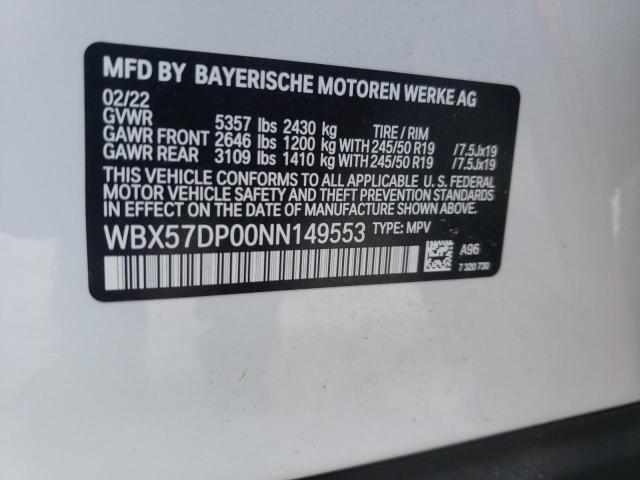 MFD BY BAYERISCHE MOTOREN WERKE AG
02/22
GVWR 5357 lbs 2430 kg TIRE / RIM
GAWR FRONT 2646 lbs 1200 kg WITH 245/50 R19 /7.5Jx19
GAWR REAR 3109 lbs 1410 kg WITH 245/50 R19 /7.5Jx19
THIS VEHICLE CONFORMS TO ALL APPLICABLE U. S. FEDERAL
MOTOR VEHICLE SAFETY AND THEFT PREVENTION STANDARDS
IN EFFECT ON THE DATE OF MANUFACTURE SHOWN ABOVE.
WBX57DP00NN149553 TYPE: MPV
A96
7 320 730